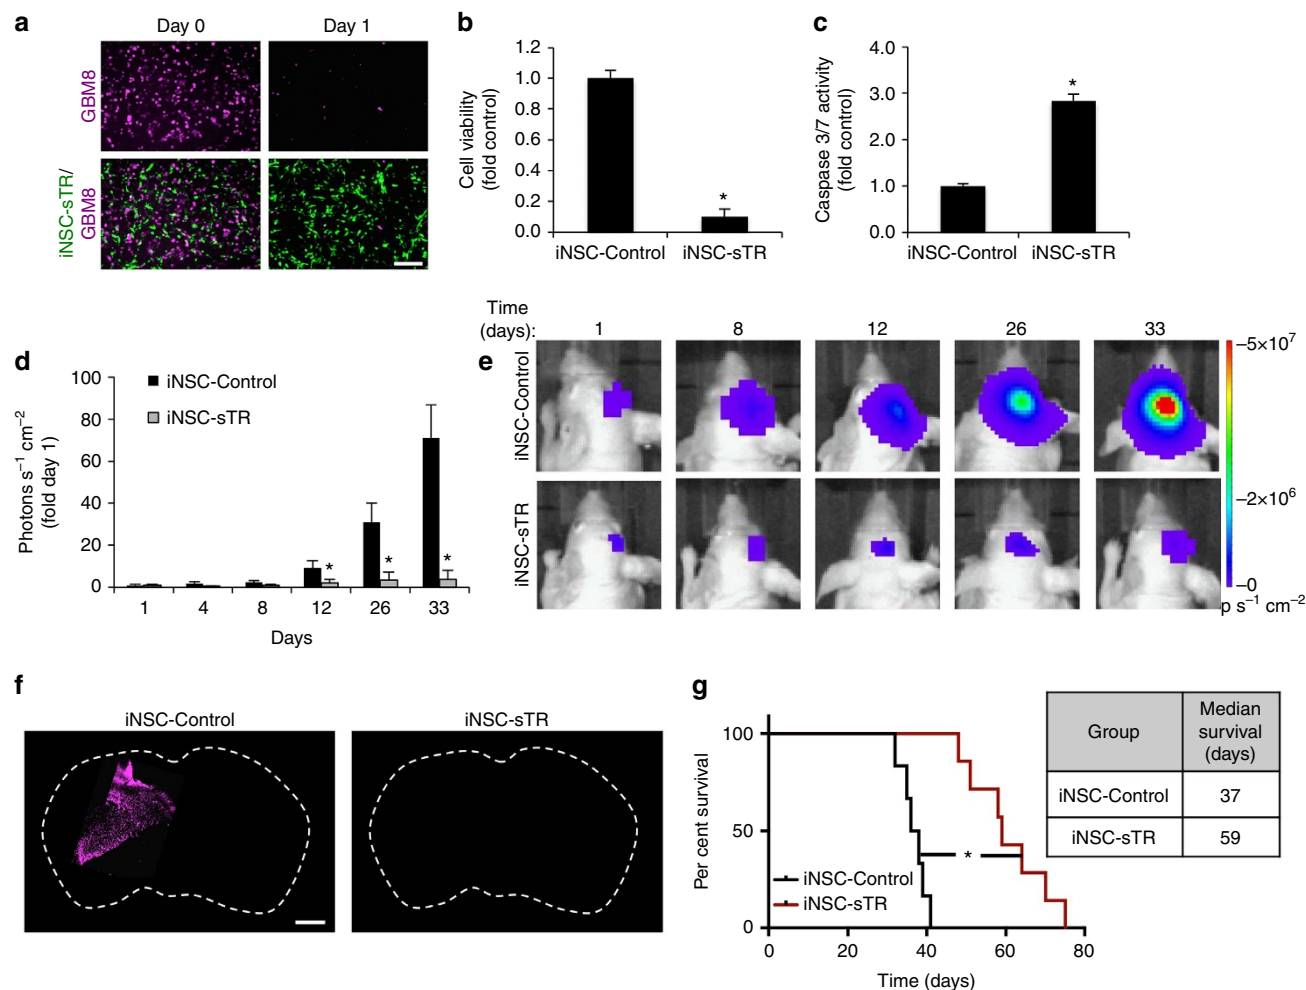 a
Day 0
Day 1
GBM8
iNSC-sTR/
GBM8
b
Cell viability
(fold control)
1.2
1.0
0.8
0.6
0.4
0.2
0.0
*
iNSC-Control
iNSC-sTR
c
Caspase 3/7 activity
(fold control)
4.0
3.0
2.0
1.0
0.0
*
iNSC-Control
iNSC-sTR
d
Photons s⁻¹ cm⁻²
(fold day 1)
100
80
60
40
20
0
iNSC-Control
iNSC-sTR
*
*
*
1
4
8
12
26
33
Days
e
Time
(days):
1
8
12
26
33
iNSC-Control
iNSC-sTR
–5×10⁷
–2×10⁶
–0
p s⁻¹ cm⁻²
f
iNSC-Control
iNSC-sTR
g
Per cent survival
100
50
0
*
iNSC-Control
iNSC-sTR
0
20
40
60
80
Time (days)
Group
Median
survival
(days)
iNSC-Control
37
iNSC-sTR
59